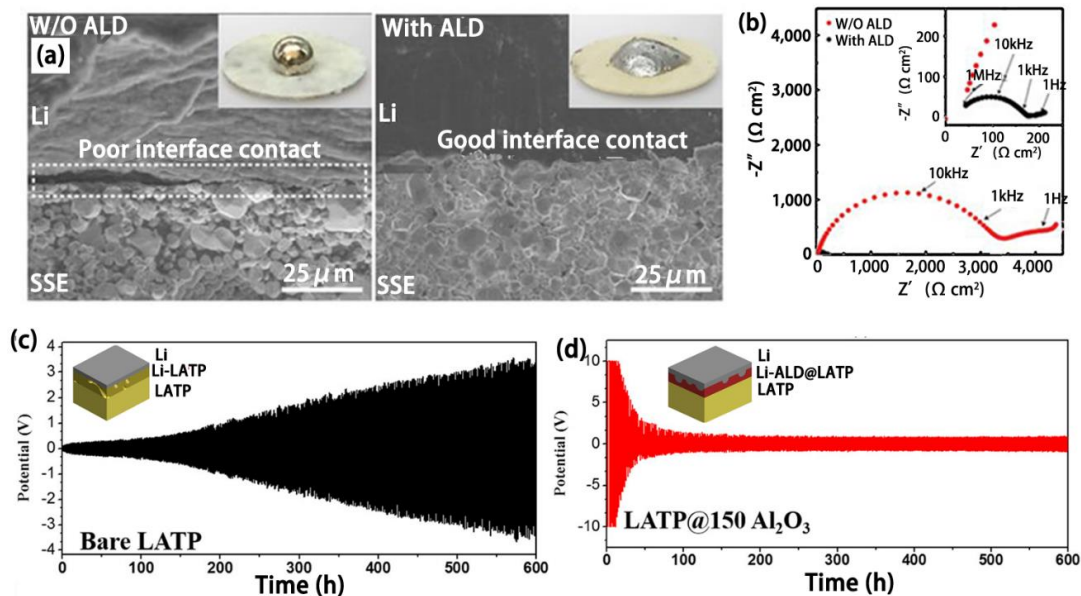 (a)
W/O ALD
Li
Poor interface contact
SSE
25 μm
With ALD
Li
Good interface contact
SSE
25 μm
(b)
W/O ALD
With ALD
-Z″ (Ω cm²)
4,000
3,000
2,000
1,000
0
0 1,000 2,000 3,000 4,000
Z′ (Ω cm²)
10kHz
1kHz
1Hz
-Z″ (Ω cm²)
200
100
0
0 100 200
Z′ (Ω cm²)
1MHz
10kHz
1kHz
1Hz
(c)
Li
Li-LATP
LATP
Potential (V)
4
3
2
1
0
-1
-2
-3
-4
Bare LATP
0 100 200 300 400 500 600
Time (h)
(d)
Li
Li-ALD@LATP
LATP
Potential (V)
10
5
0
-5
-10
LATP@150 Al₂O₃
0 100 200 300 400 500 600
Time (h)